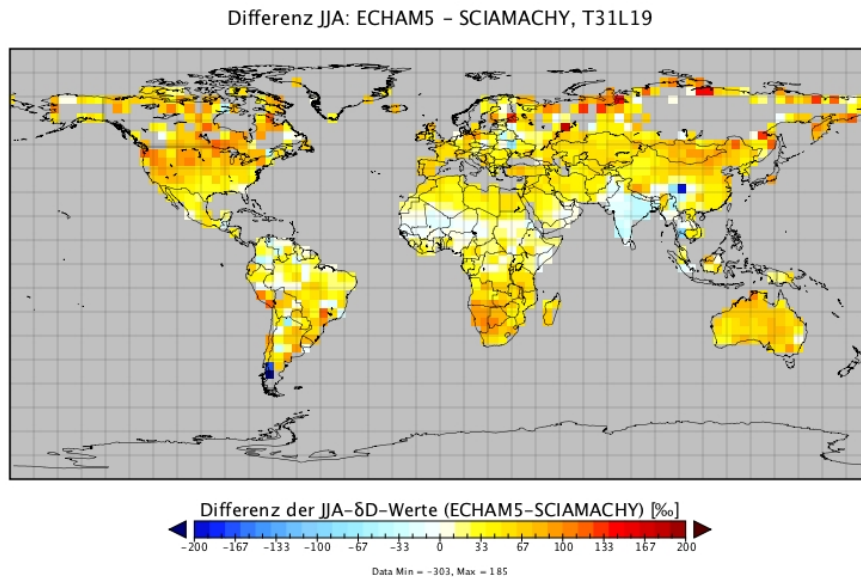 Differenz JJA: ECHAM5 – SCIAMACHY, T31L19
Differenz der JJA-δD-Werte (ECHAM5-SCIAMACHY) [‰]
-200 -167 -133 -100 -67 -33 0 33 67 100 133 167 200
Data Min = -303, Max = 185